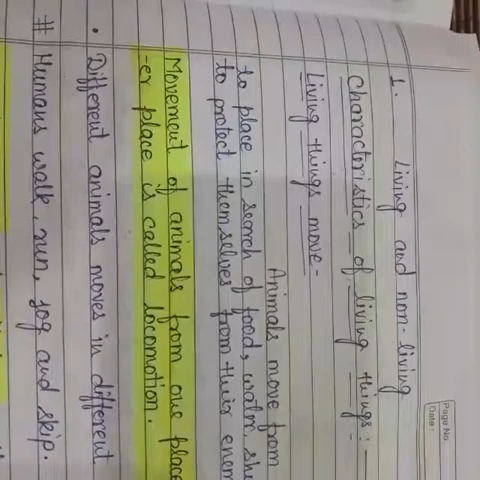 Page No.
Date :
1. Living and non-living
Characteristics of living things :-
Living things move -
Animals move from
to place in search of food, water, she
to protect themselves from their enem
Movement of animals from one place
-er place is called locomotion.
• Different animals moves in different
# Humans walk, run, jog and skip.